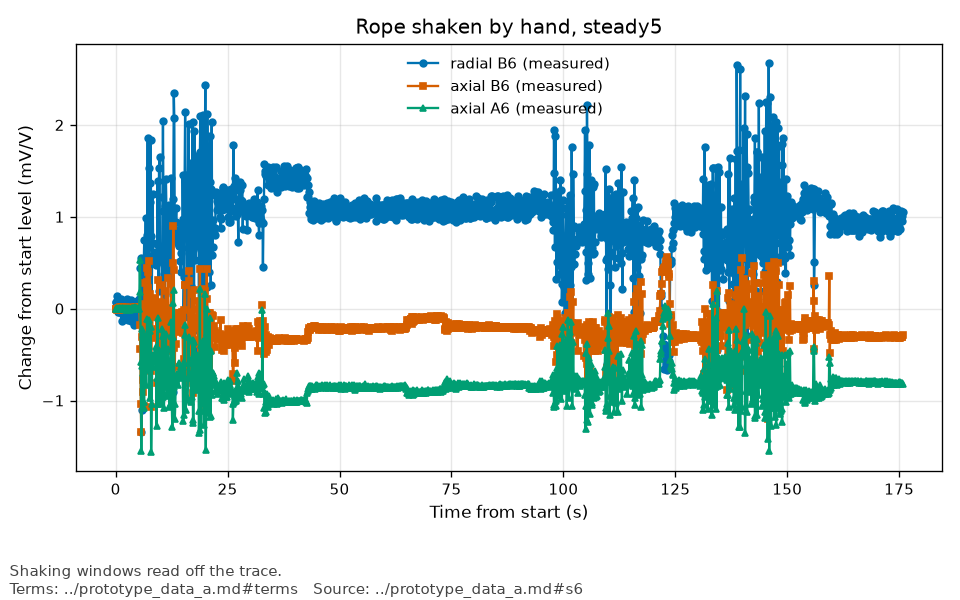 Rope shaken by hand, steady5
radial B6 (measured)
axial B6 (measured)
axial A6 (measured)
Change from start level (mV/V)
2
1
0
−1
0 25 50 75 100 125 150 175
Time from start (s)
Shaking windows read off the trace.
Terms: ../prototype_data_a.md#terms Source: ../prototype_data_a.md#s6